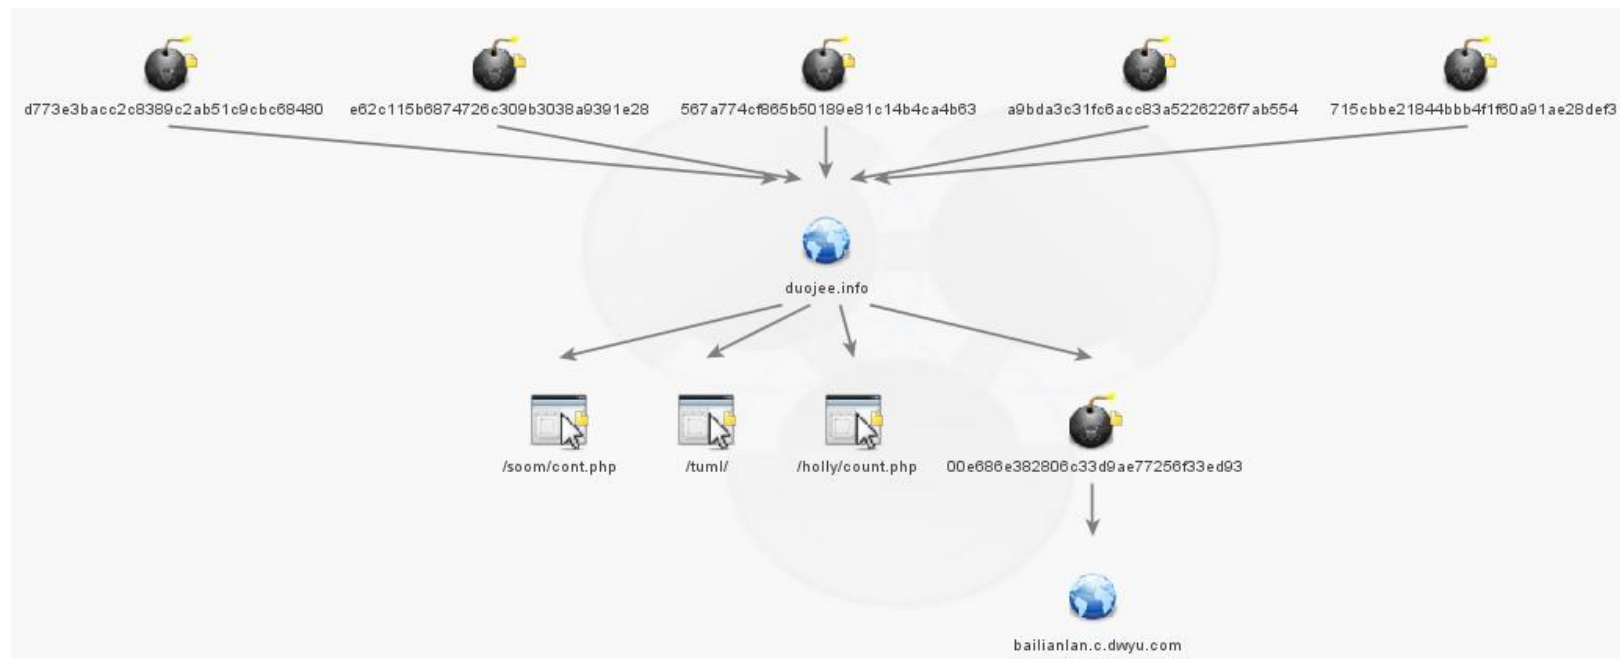 d773e3bacc2c8389c2ab51c9cbc68480 e62c115b6874726c309b3038a9391e28 567a774cf865b50189e81c14b4ca4b63 a9bda3c31fc6acc83a5226226f7ab554 715cbbe21844bbb4f1f60a91ae28def3
duojee.info
/soom/cont.php /tuml/ /holly/count.php 00e686e382806c33d9ae77256f33ed93
bailianlan.c.dwyu.com